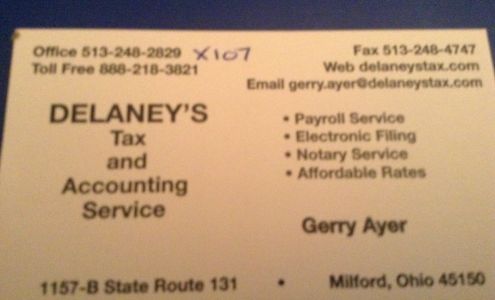 Office 513-248-2829 x107
Toll Free 888-218-3821
Fax 513-248-4747
Web delaneystax.com
Email gerry.ayer@delaneystax.com
DELANEY'S
Tax
and
Accounting
Service
• Payroll Service
• Electronic Filing
• Notary Service
• Affordable Rates
Gerry Ayer
1157-B State Route 131 • Milford, Ohio 45150